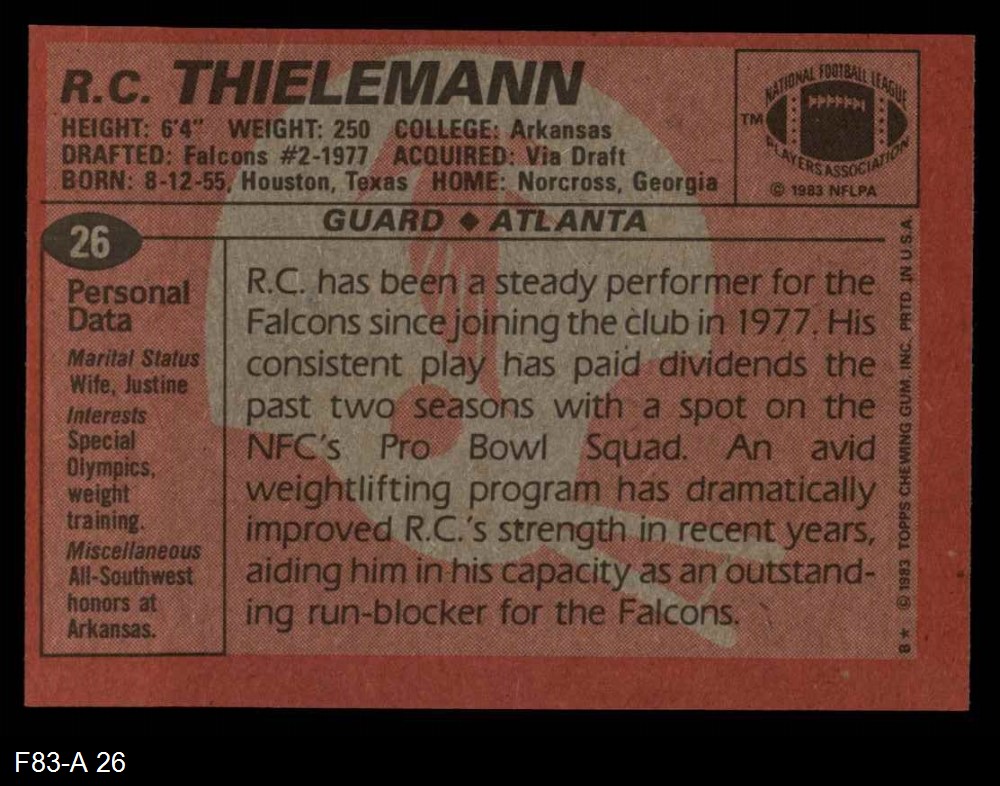 R.C. THIELEMANN
HEIGHT: 6'4" WEIGHT: 250 COLLEGE: Arkansas
DRAFTED: Falcons #2-1977 ACQUIRED: Via Draft
BORN: 8-12-55, Houston, Texas HOME: Norcross, Georgia
NATIONAL FOOTBALL LEAGUE
TM
PLAYERS ASSOCIATION
© 1983 NFLPA
GUARD ♦ ATLANTA
26
Personal
Data
Marital Status
Wife, Justine
Interests
Special
Olympics,
weight
training.
Miscellaneous
All-Southwest
honors at
Arkansas.
R.C. has been a steady performer for the
Falcons since joining the club in 1977. His
consistent play has paid dividends the
past two seasons with a spot on the
NFC's Pro Bowl Squad. An avid
weightlifting program has dramatically
improved R.C.'s strength in recent years,
aiding him in his capacity as an outstand-
ing run-blocker for the Falcons.
B* © 1983 TOPPS CHEWING GUM, INC. PRTD. IN U.S.A
F83-A 26